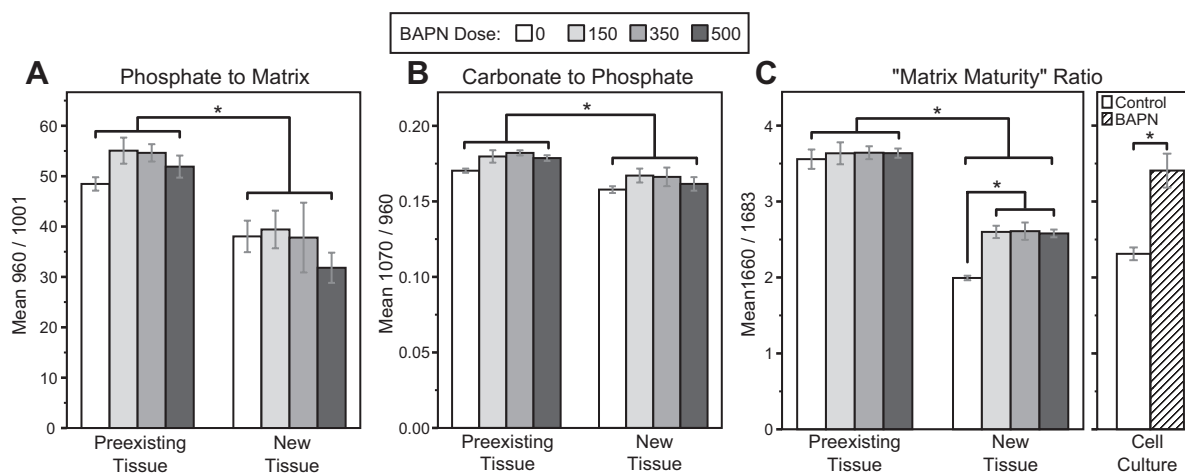 BAPN Dose: 0 150 350 500
A Phosphate to Matrix
Mean 960 / 1001
60
50
40
30
20
10
0
*
Preexisting Tissue
New Tissue
B Carbonate to Phosphate
Mean 1070 / 960
0.20
0.15
0.10
0.05
0.00
*
Preexisting Tissue
New Tissue
C "Matrix Maturity" Ratio
Mean1660 / 1683
4
3
2
1
0
*
*
Preexisting Tissue
New Tissue
Control
BAPN
*
Cell Culture